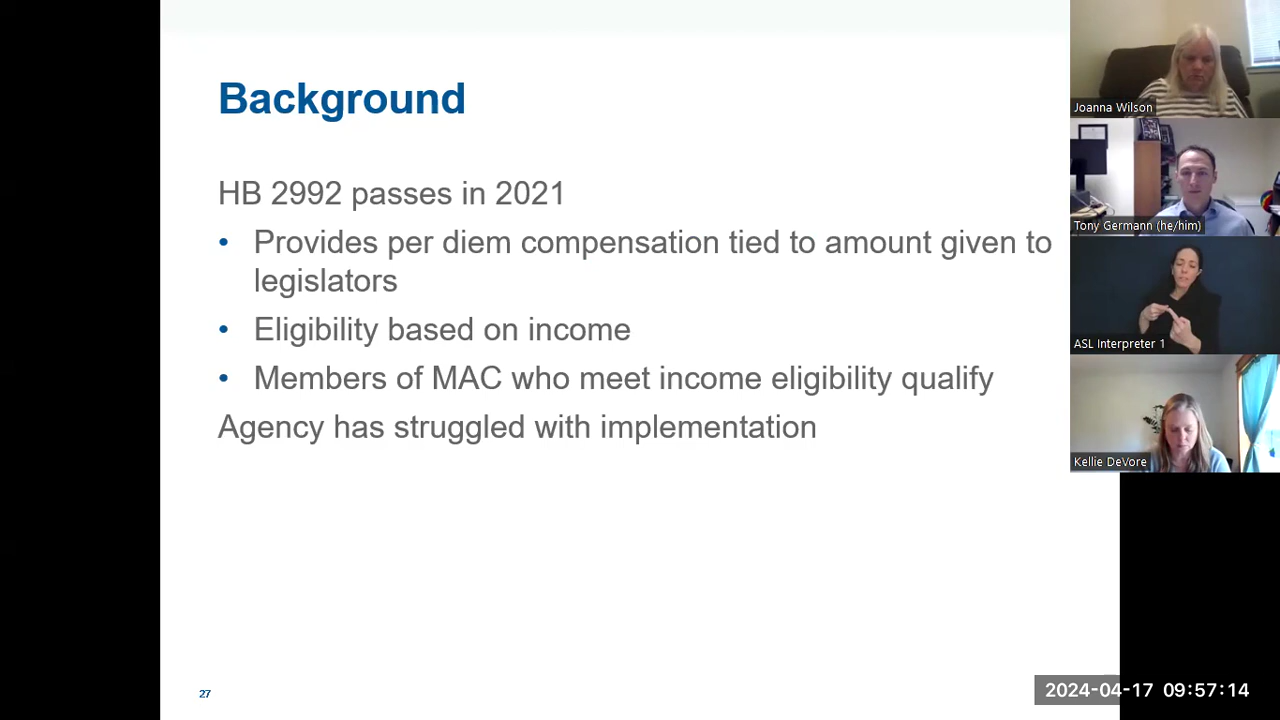 Background
HB 2992 passes in 2021
• Provides per diem compensation tied to amount given to
legislators
• Eligibility based on income
• Members of MAC who meet income eligibility qualify
Agency has struggled with implementation
27
Joanna Wilson
Tony Germann (he/him)
ASL Interpreter 1
Kellie DeVore
2024-04-17 09:57:14